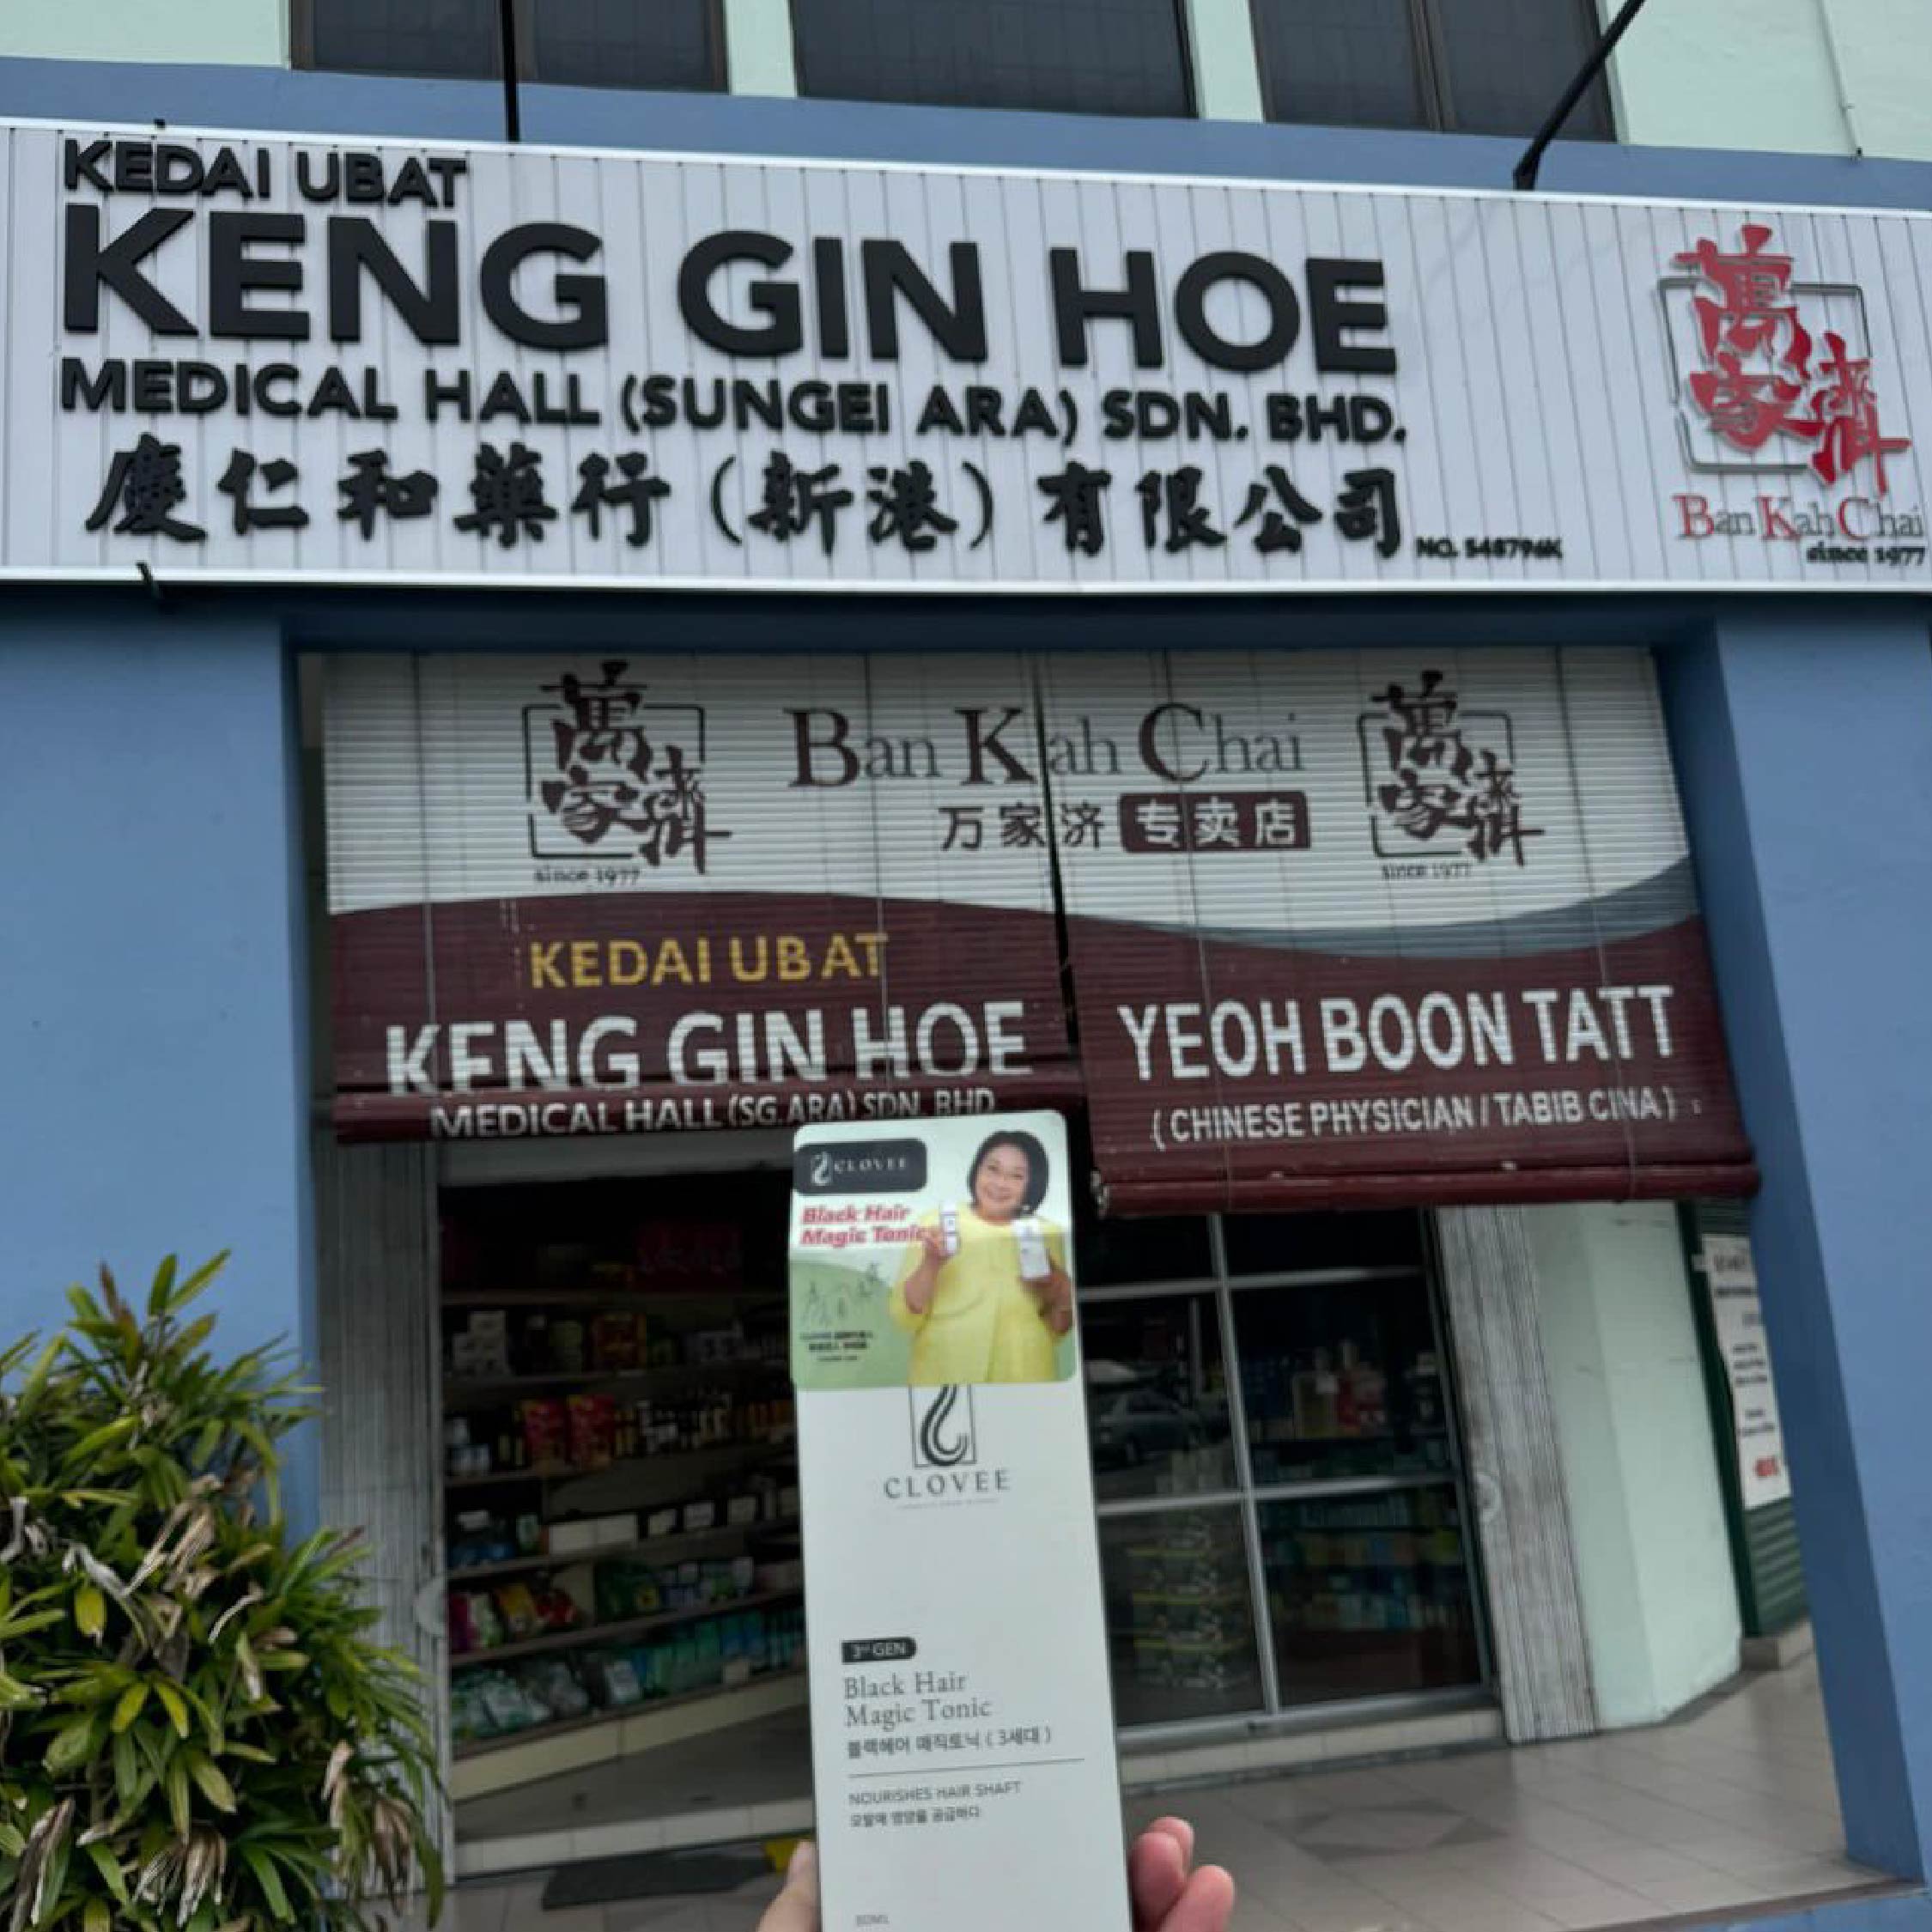 KEDAI UBAT
KENG GIN HOE
MEDICAL HALL (SUNGEI ARA) SDN. BHD.
慶仁和藥行（新港）有限公司
NO. 545796K
萬家濟
Ban Kah Chai
since 1977
萬家濟
since 1977
Ban Kah Chai
万家济 专卖店
萬家濟
since 1977
KEDAI UBAT
KENG GIN HOE
MEDICAL HALL (SG.ARA) SDN. BHD
YEOH BOON TATT
( CHINESE PHYSICIAN / TABIB CINA )
CLOVEE
Black Hair
Magic Tonic
CLOVEE
3rd GEN
Black Hair
Magic Tonic
블랙헤어 매직토닉 ( 3세대 )
NOURISHES HAIR SHAFT
모발에 영양을 공급하다